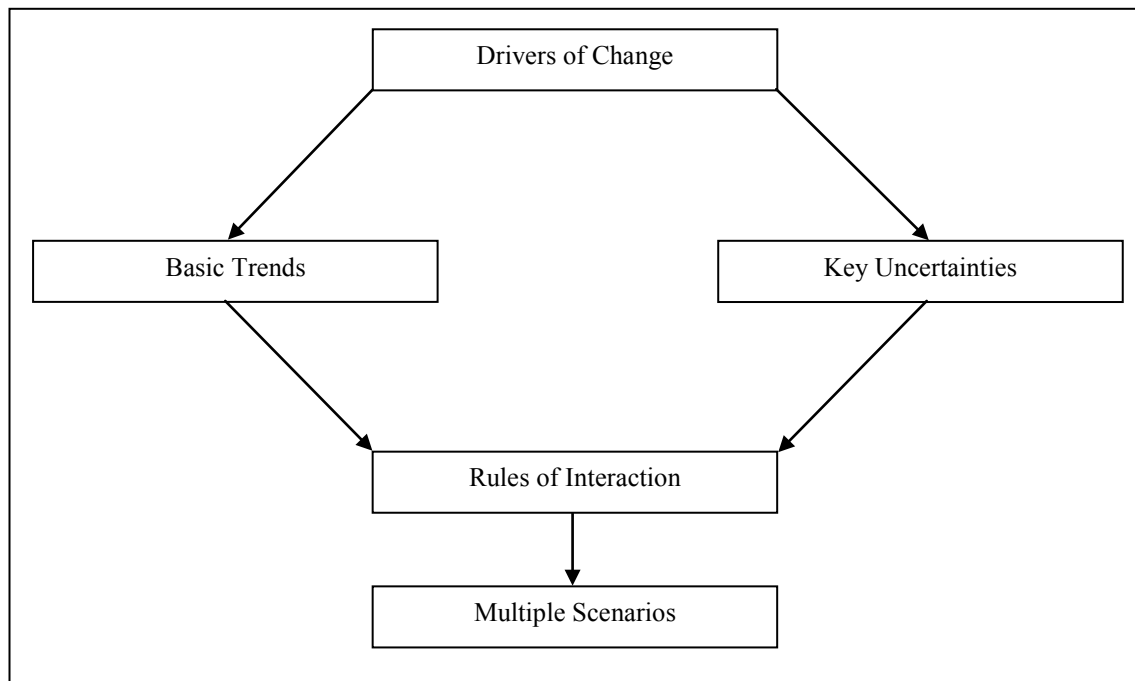 Drivers of Change
Basic Trends
Key Uncertainties
Rules of Interaction
Multiple Scenarios